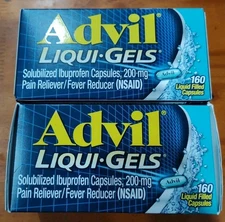 Advil
LIQUI-GELS
Solubilized Ibuprofen Capsules, 200 mg
Pain Reliever/Fever Reducer (NSAID)
Advil
160
Liquid Filled
Capsules
Advil
LIQUI-GELS
Solubilized Ibuprofen Capsules, 200 mg
Pain Reliever/Fever Reducer (NSAID)
Advil
160
Liquid Filled
Capsules